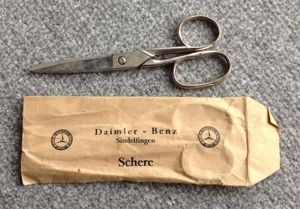 Daimler - Benz
Sindelfingen
Schere